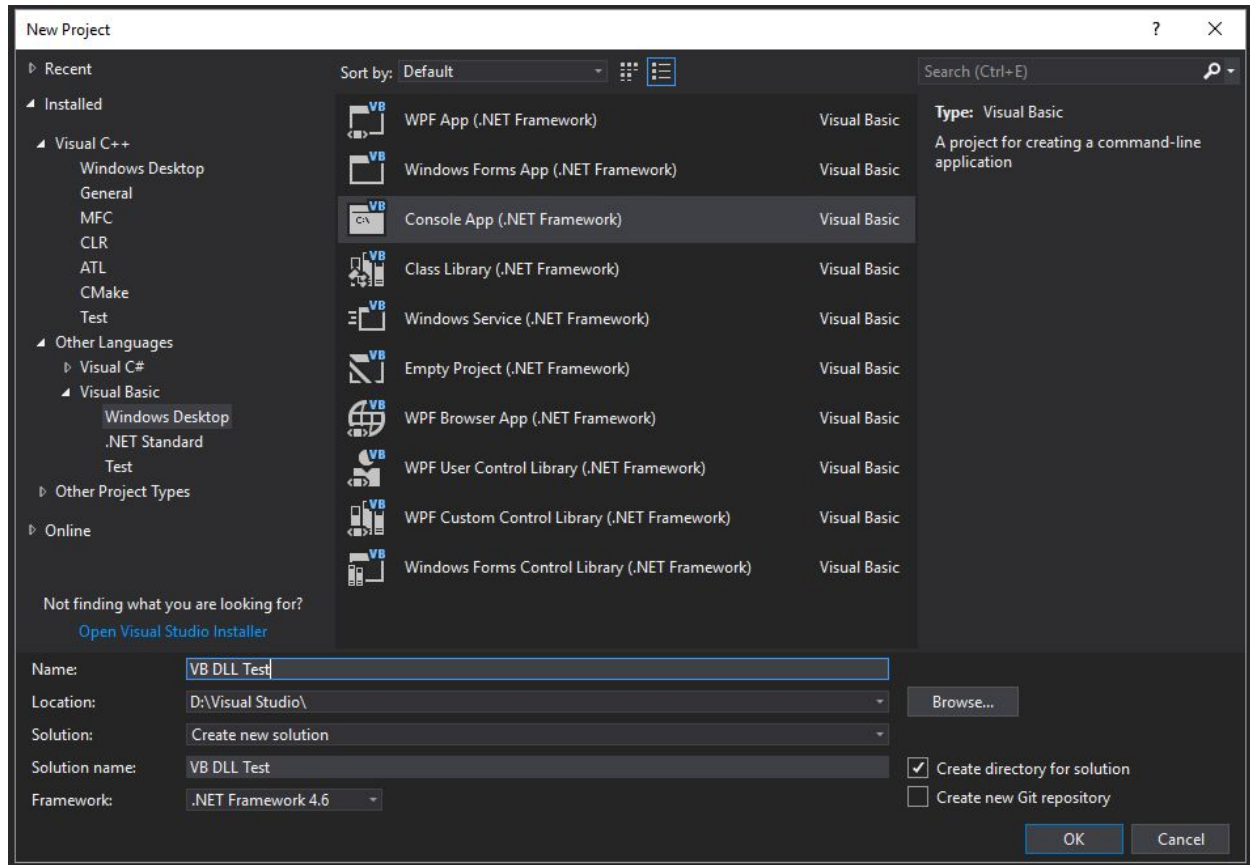 New Project
?
Recent
Installed
Visual C++
Windows Desktop
General
MFC
CLR
ATL
CMake
Test
Other Languages
Visual C#
Visual Basic
Windows Desktop
.NET Standard
Test
Other Project Types
Online
Not finding what you are looking for?
Open Visual Studio Installer
Sort by: Default
VB WPF App (.NET Framework) Visual Basic
VB Windows Forms App (.NET Framework) Visual Basic
VB C:\ Console App (.NET Framework) Visual Basic
VB Class Library (.NET Framework) Visual Basic
VB Windows Service (.NET Framework) Visual Basic
VB Empty Project (.NET Framework) Visual Basic
VB WPF Browser App (.NET Framework) Visual Basic
VB WPF User Control Library (.NET Framework) Visual Basic
VB WPF Custom Control Library (.NET Framework) Visual Basic
VB Windows Forms Control Library (.NET Framework) Visual Basic
Search (Ctrl+E)
Type: Visual Basic
A project for creating a command-line
application
Name: VB DLL Test
Location: D:\Visual Studio\
Browse...
Solution: Create new solution
Solution name: VB DLL Test
Create directory for solution
Framework: .NET Framework 4.6
Create new Git repository
OK Cancel